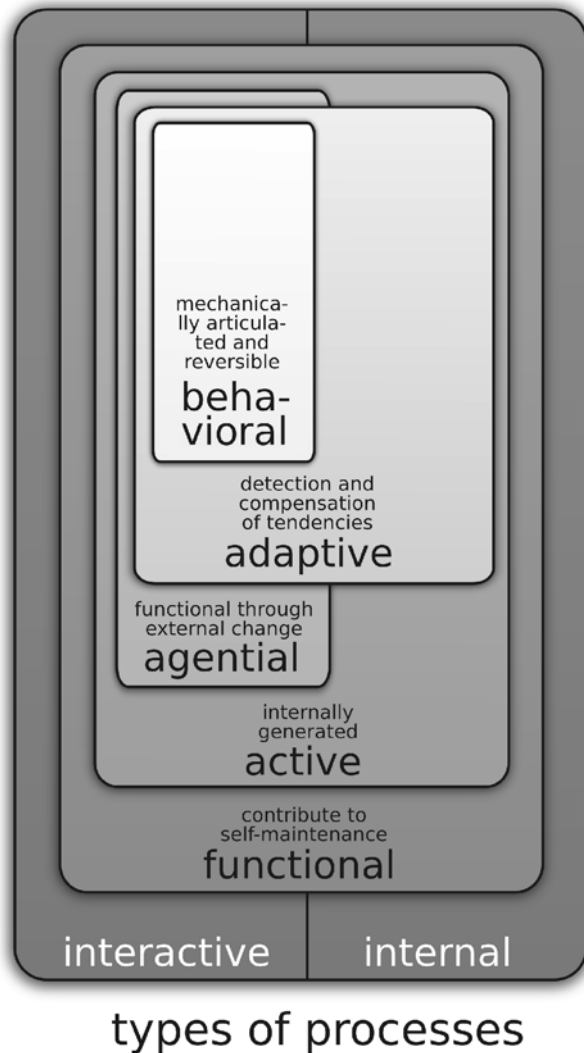 mechanica-
lly articula-
ted and
reversible
beha-
vioral
detection and
compensation
of tendencies
adaptive
functional through
external change
agential
internally
generated
active
contribute to
self-maintenance
functional
interactive
internal
types of processes